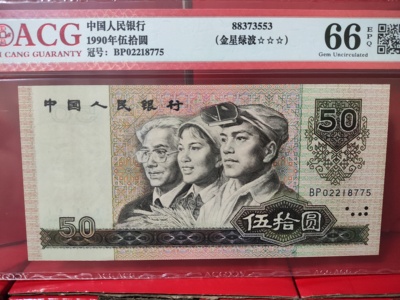 ACG
GUARANTY
中国人民银行
1990年伍拾圆
冠号: BP02218775
88373553
(金星绿波☆☆☆)
66 EPQ
Gem Uncirculated
中国人民银行
50
BP02218775
50
伍拾圆